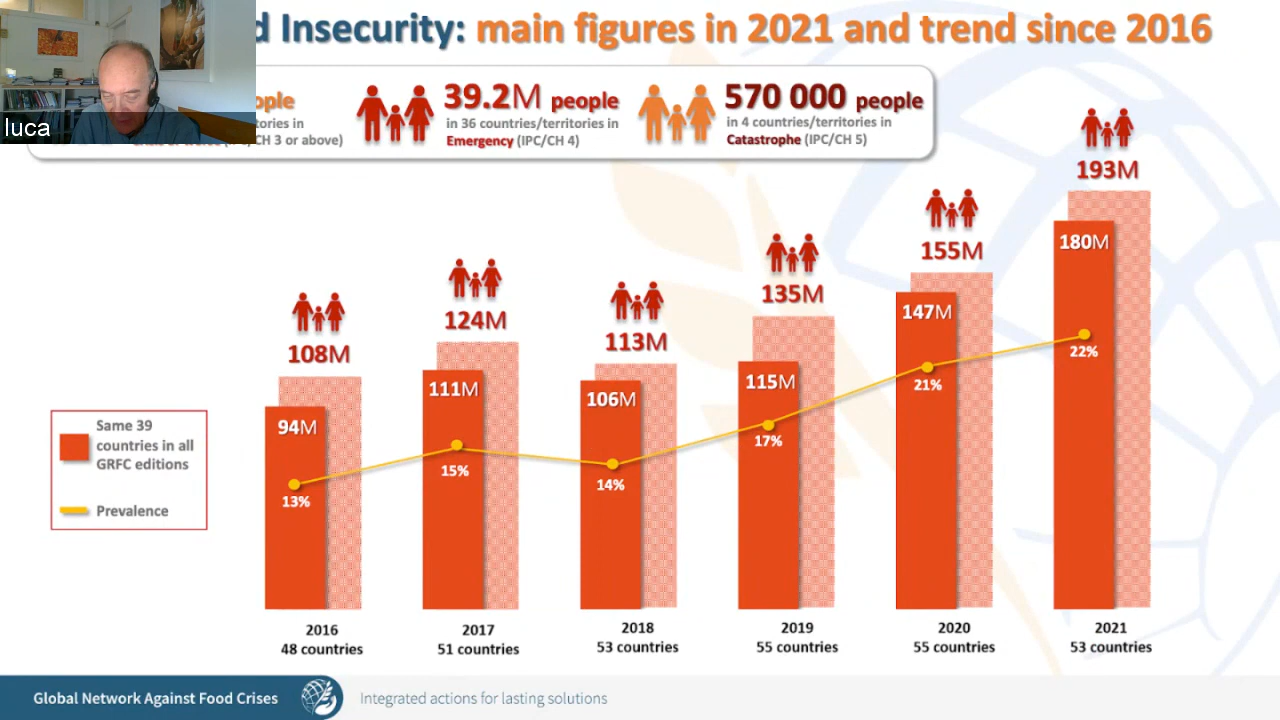 d Insecurity: main figures in 2021 and trend since 2016
luca
ople
39.2M people
570 000 people
tories in
in 36 countries/territories in
in 4 countries/territories in
CH 3 or above)
Emergency (IPC/CH 4)
Catastrophe (IPC/CH 5)
193M
180M
155M
147M
135M
115M
124M
111M
113M
106M
108M
94M
Same 39
countries in all
GRFC editions
Prevalence
13%
15%
14%
17%
21%
22%
2016
48 countries
2017
51 countries
2018
53 countries
2019
55 countries
2020
55 countries
2021
53 countries
Global Network Against Food Crises
Integrated actions for lasting solutions